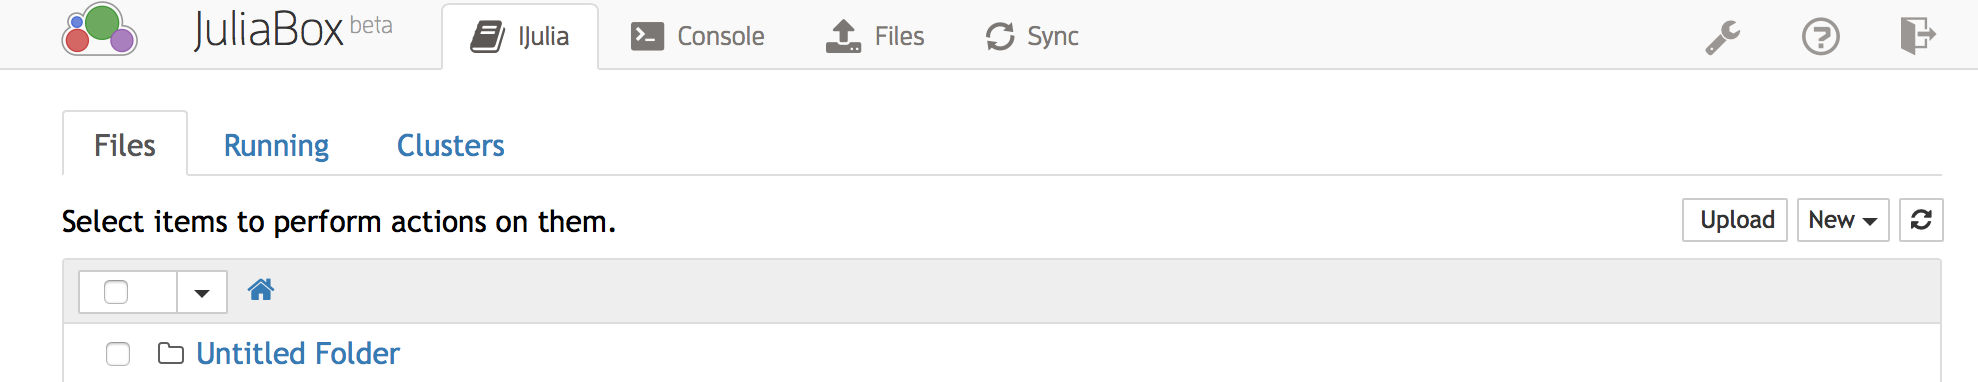 JuliaBox beta IJulia Console Files Sync
Files Running Clusters
Select items to perform actions on them. Upload New
Untitled Folder